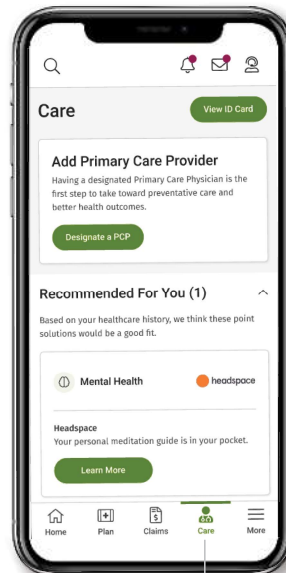 Care
View ID Card
Add Primary Care Provider
Having a designated Primary Care Physician is the
first step to take toward preventative care and
better health outcomes.
Designate a PCP
Recommended For You (1)
Based on your healthcare history, we think these point
solutions would be a good fit.
Mental Health
headspace
Headspace
Your personal meditation guide is in your pocket.
Learn More
Home Plan Claims Care More